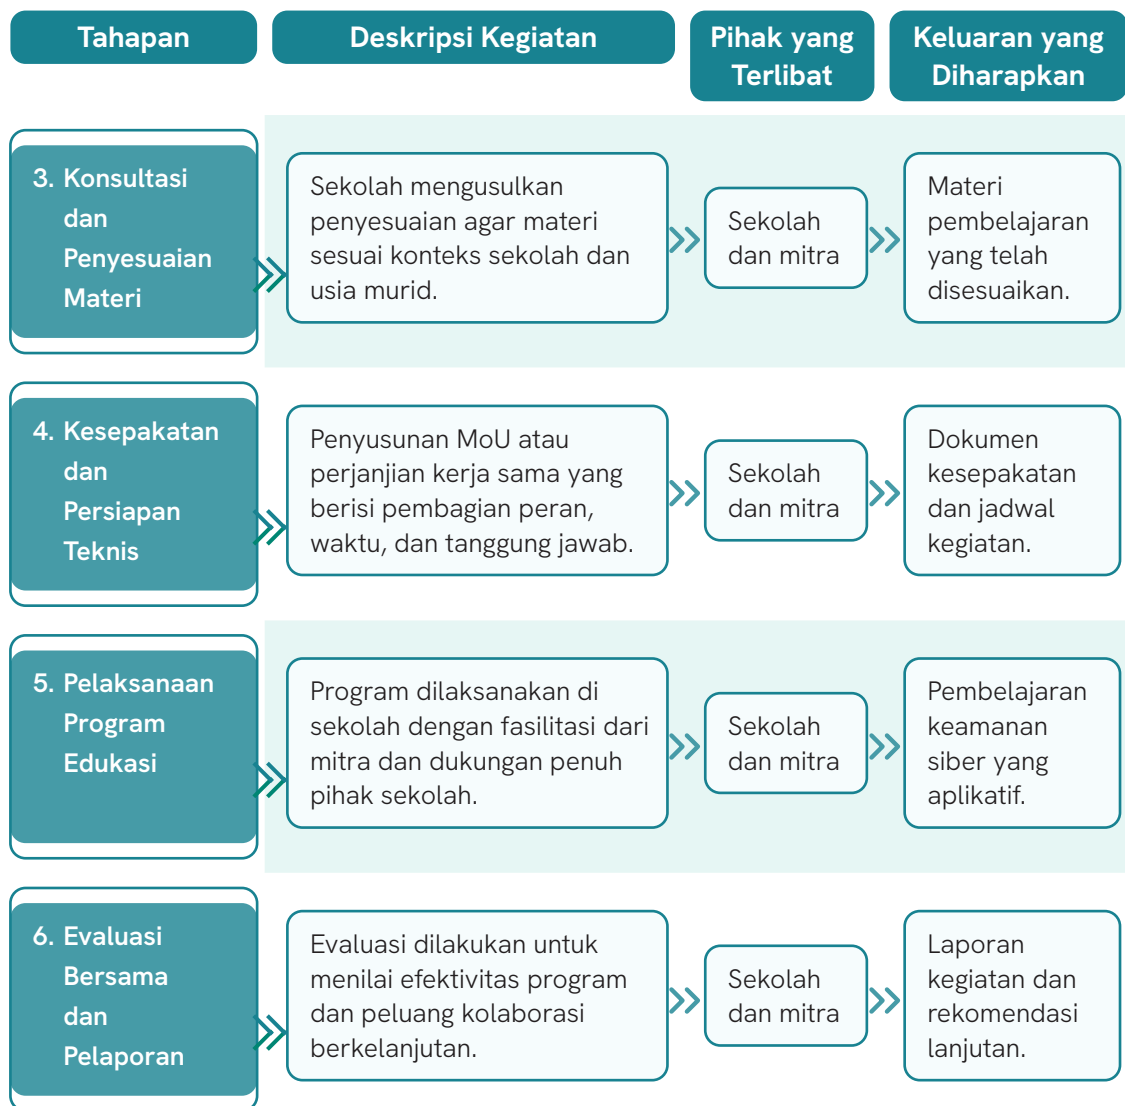 Tahapan
Deskripsi Kegiatan
Pihak yang
Terlibat
Keluaran yang
Diharapkan
3. Konsultasi
dan
Penyesuaian
Materi
Sekolah mengusulkan
penyesuaian agar materi
sesuai konteks sekolah dan
usia murid.
Sekolah
dan mitra
Materi
pembelajaran
yang telah
disesuaikan.
4. Kesepakatan
dan
Persiapan
Teknis
Penyusunan MoU atau
perjanjian kerja sama yang
berisi pembagian peran,
waktu, dan tanggung jawab.
Sekolah
dan mitra
Dokumen
kesepakatan
dan jadwal
kegiatan.
5. Pelaksanaan
Program
Edukasi
Program dilaksanakan di
sekolah dengan fasilitasi dari
mitra dan dukungan penuh
pihak sekolah.
Sekolah
dan mitra
Pembelajaran
keamanan
siber yang
aplikatif.
6. Evaluasi
Bersama
dan
Pelaporan
Evaluasi dilakukan untuk
menilai efektivitas program
dan peluang kolaborasi
berkelanjutan.
Sekolah
dan mitra
Laporan
kegiatan dan
rekomendasi
lanjutan.